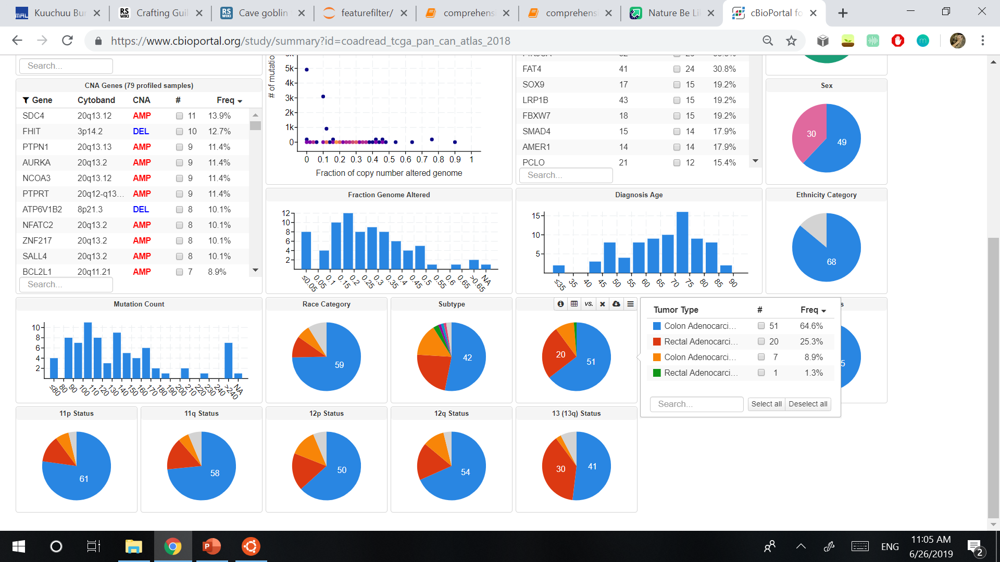 Kuuchuu Bu
Crafting Guil
Cave goblin
featurefilter/
comprehensi
comprehensi
Nature Be Li
cBioPortal fo
https://www.cbioportal.org/study/summary?id=coadread_tcga_pan_can_atlas_2018
Search...
CNA Genes (79 profiled samples)
Gene Cytoband CNA # Freq
SDC4 20q13.12 AMP 11 13.9%
FHIT 3p14.2 DEL 10 12.7%
PTPN1 20q13.13 AMP 9 11.4%
AURKA 20q13.2 AMP 9 11.4%
NCOA3 20q13.12 AMP 9 11.4%
PTPRT 20q12-q13... AMP 9 11.4%
ATP6V1B2 8p21.3 DEL 8 10.1%
NFATC2 20q13.2 AMP 8 10.1%
ZNF217 20q13.2 AMP 8 10.1%
SALL4 20q13.2 AMP 8 10.1%
BCL2L1 20q11.21 AMP 7 8.9%
Search...
# of mutatio
5k
4k
3k
2k
1k
0
0 0.1 0.2 0.3 0.4 0.5 0.6 0.7 0.8 0.9 1
Fraction of copy number altered genome
FAT4 41 24 30.8%
SOX9 17 15 19.2%
LRP1B 43 15 19.2%
FBXW7 18 15 19.2%
SMAD4 15 14 17.9%
AMER1 14 14 17.9%
PCLO 21 12 15.4%
Search...
Sex
30
49
Fraction Genome Altered
12
10
8
6
4
2
≤0.05 0.05 0.1 0.15 0.2 0.25 0.3 0.35 0.4 0.45 0.5 0.55 0.6 0.65 >0.65 NA
Diagnosis Age
15
10
5
≤35 35 40 45 50 55 60 65 70 75 80 85 90
Ethnicity Category
68
Mutation Count
10
8
6
4
2
≤80 80 90 100 110 120 130 140 150 160 170 180 190 200 210 220 230 240 >240 NA
Race Category
59
Subtype
42
vs.
20
51
Tumor Type # Freq
Colon Adenocarci... 51 64.6%
Rectal Adenocarci... 20 25.3%
Colon Adenocarci... 7 8.9%
Rectal Adenocarci... 1 1.3%
Search...
Select all
Deselect all
s
5
11p Status
61
11q Status
58
12p Status
50
12q Status
54
13 (13q) Status
30
41
ENG
11:05 AM
6/26/2019
2